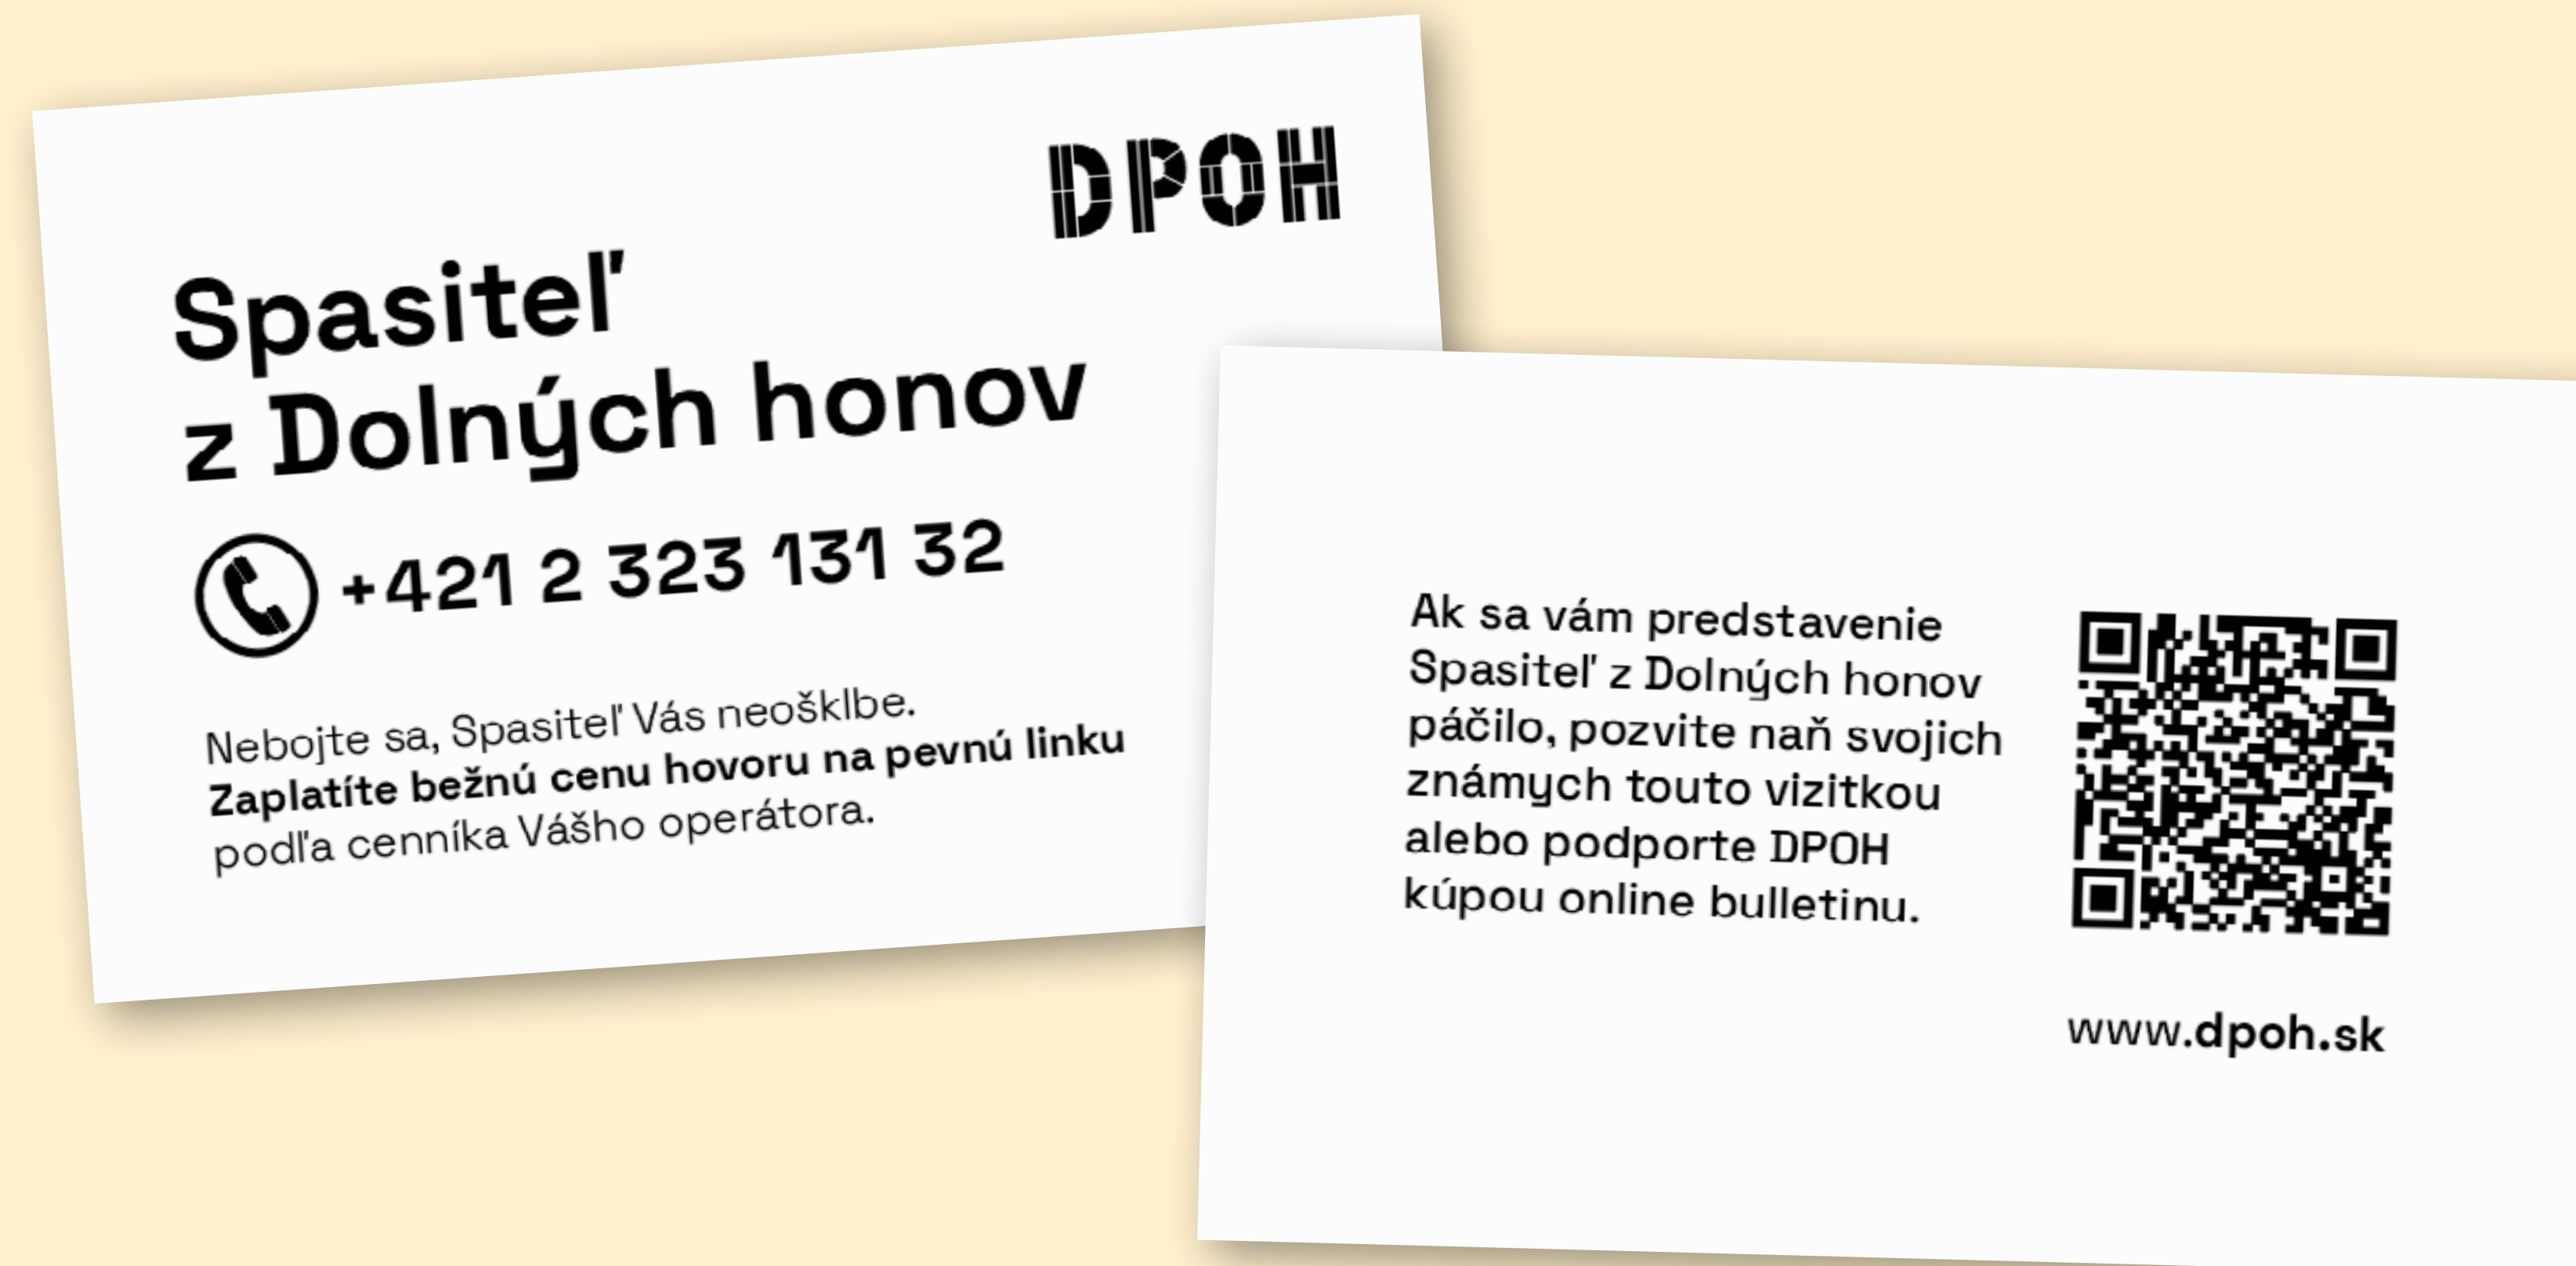 DPOH
Spasiteľ
z Dolných honov
+421 2 323 131 32
Nebojte sa, Spasiteľ Vás neošklbe.
Zaplatíte bežnú cenu hovoru na pevnú linku
podľa cenníka Vášho operátora.
Ak sa vám predstavenie
Spasiteľ z Dolných honov
páčilo, pozvite naň svojich
známych touto vizitkou
alebo podporte DPOH
kúpou online bulletinu.
www.dpoh.sk